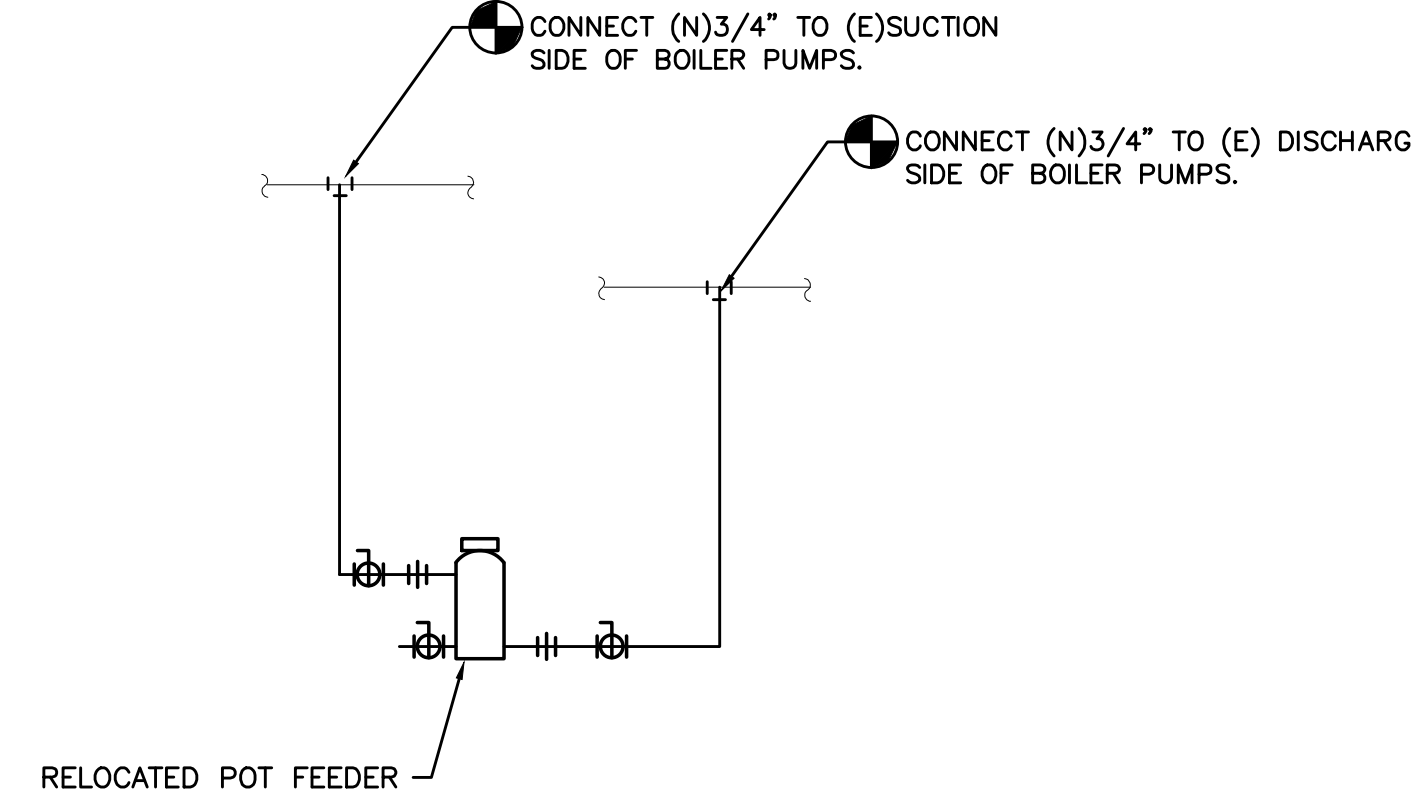 CONNECT (N)3/4" TO (E)SUCTION
SIDE OF BOILER PUMPS.
CONNECT (N)3/4" TO (E) DISCHARG
SIDE OF BOILER PUMPS.
RELOCATED POT FEEDER